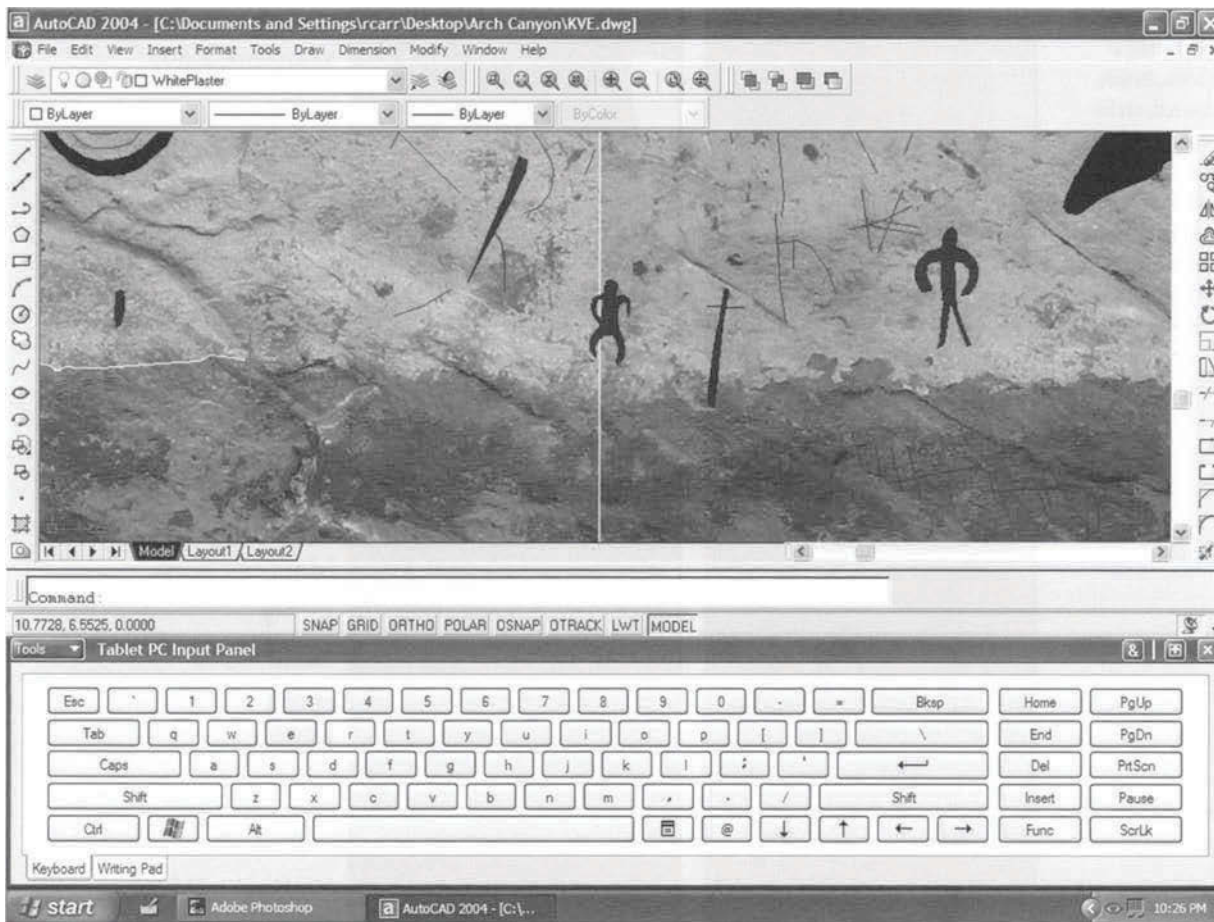 AutoCAD 2004 - [C:\Documents and Settings\rcarr\Desktop\Arch Canyon\KVE.dwg]
File Edit View Insert Format Tools Draw Dimension Modify Window Help
WhitePlaster
ByLayer ByLayer ByLayer ByColor
Model Layout1 Layout2
Command:
10.7728, 6.5525, 0.0000 SNAP GRID ORTHO POLAR OSNAP OTRACK LWT MODEL
Tools Tablet PC Input Panel &
Esc ` 1 2 3 4 5 6 7 8 9 0 - = Bksp Home PgUp
Tab q w e r t y u i o p [ ] \ End PgDn
Caps a s d f g h j k l ; ' Del PrtScn
Shift z x c v b n m , . / Shift Insert Pause
Ctrl Alt @ ↓ ↑ ← → Func ScrLk
Keyboard Writing Pad
start Adobe Photoshop AutoCAD 2004 - [C:\... 10:26 PM